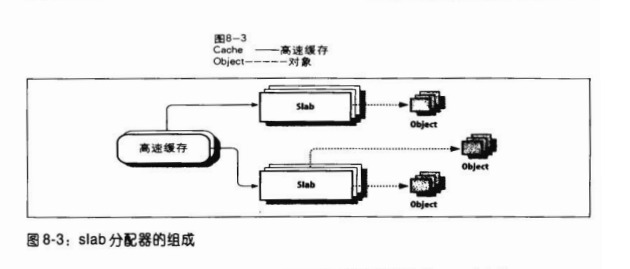 图8-3
Cache ——高速缓存
Object-----对象
Slab
Object
高速缓存
Object
Slab
Object
图 8-3：slab 分配器的组成